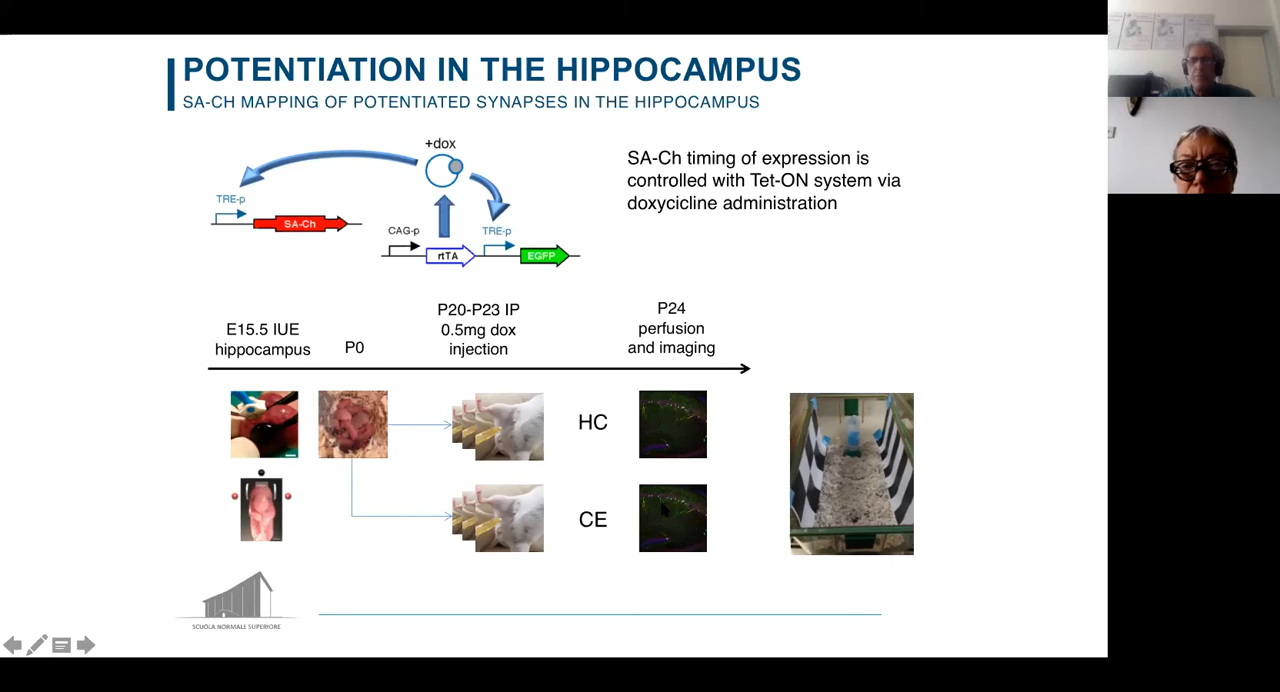 POTENTIATION IN THE HIPPOCAMPUS
SA-CH MAPPING OF POTENTIATED SYNAPSES IN THE HIPPOCAMPUS
+dox
TRE-p
SA-Ch
CAG-p
TRE-p
rtTA
EGFP
SA-Ch timing of expression is
controlled with Tet-ON system via
doxycicline administration
E15.5 IUE
hippocampus
P0
P20-P23 IP
0.5mg dox
injection
P24
perfusion
and imaging
HC
CE
SCUOLA NORMALE SUPERIORE